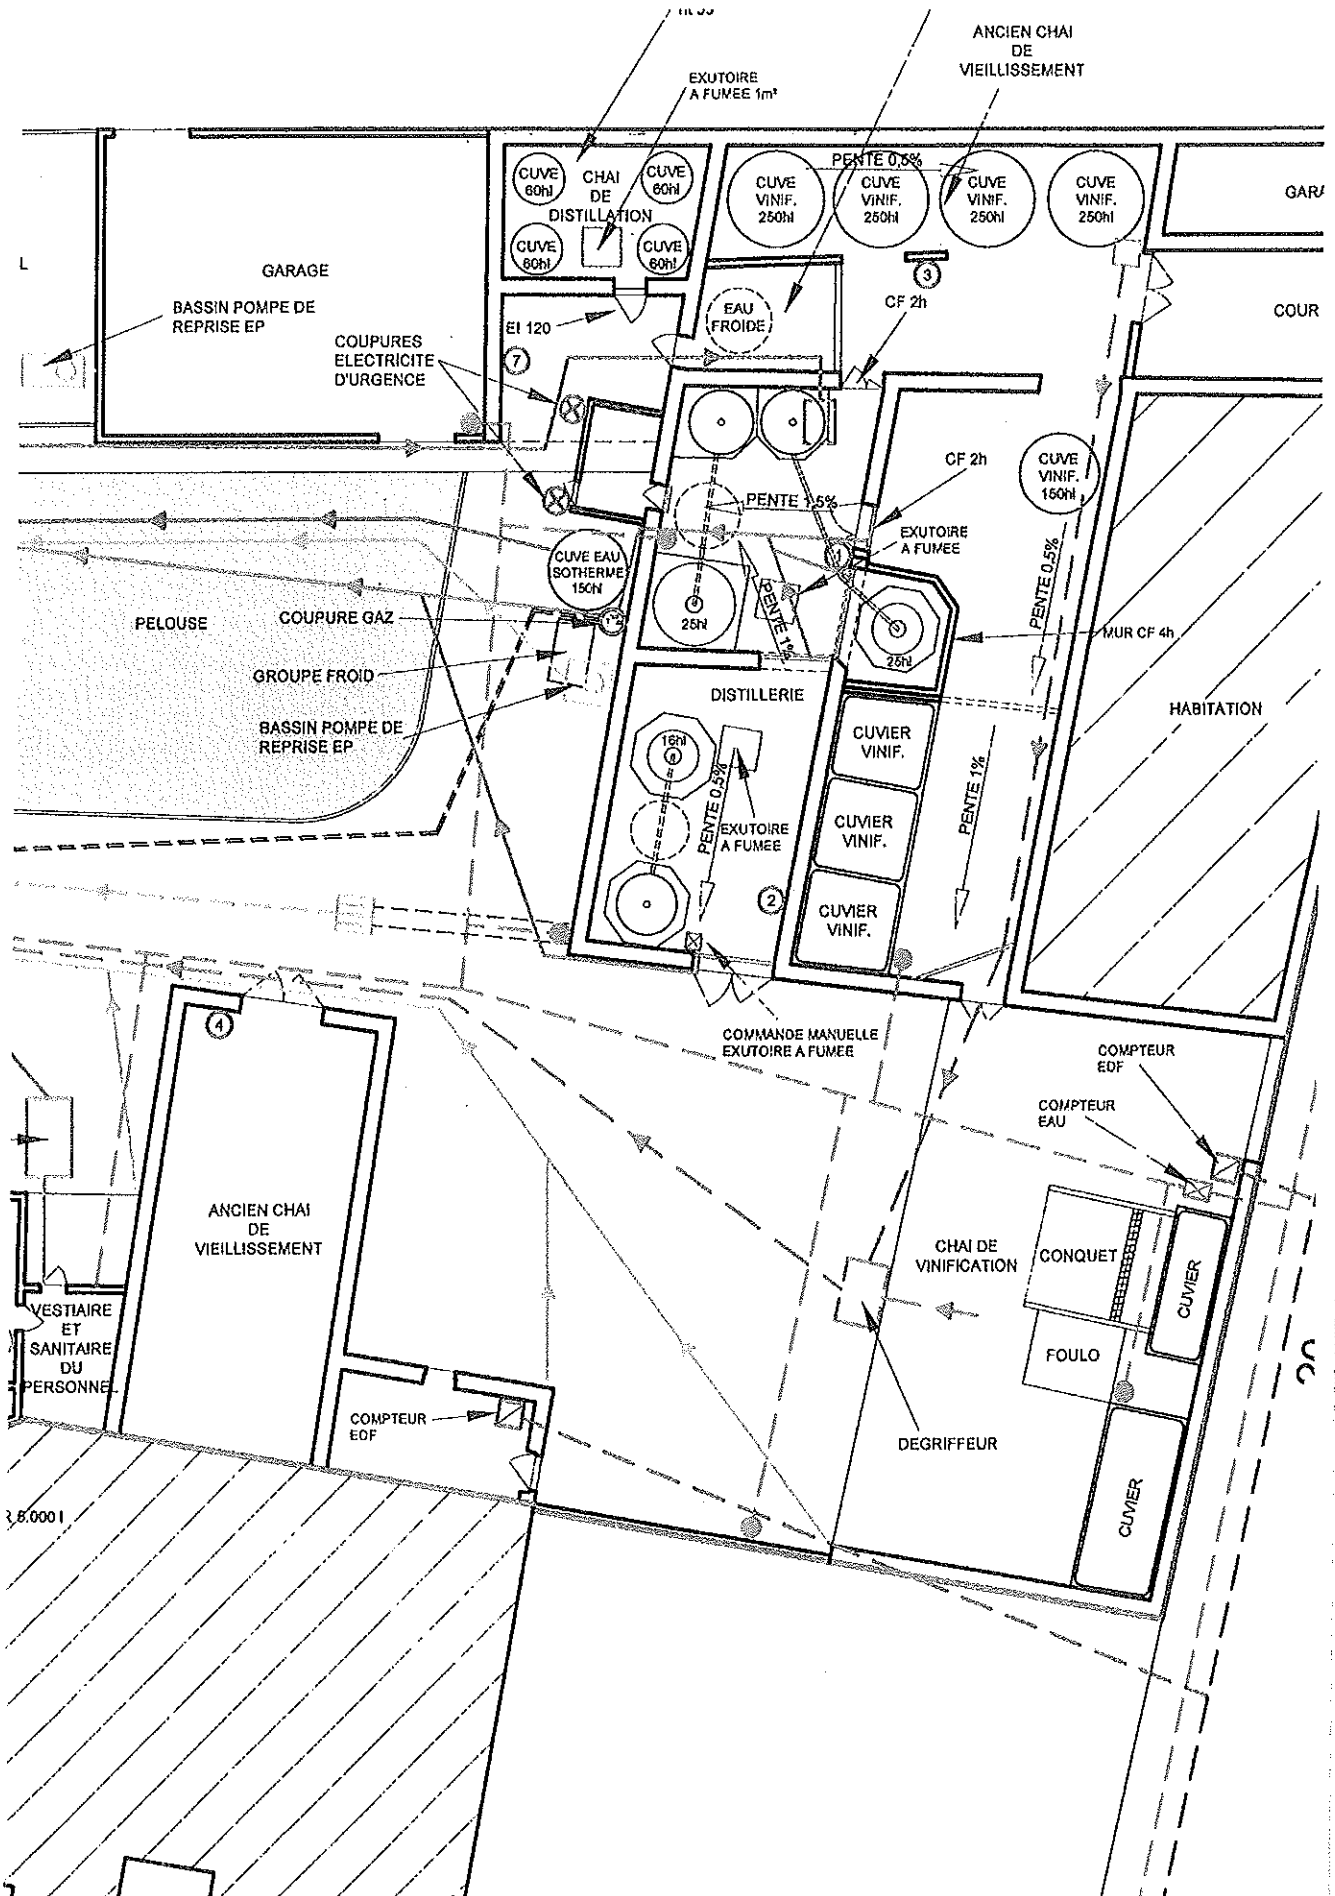 ANCIEN CHAI
DE
VIEILLISSEMENT
EXUTOIRE
A FUMEE 1m²
CUVE
60hl
CHAI
DE
DISTILLATION
CUVE
60hl
CUVE
60hl
CUVE
60hl
PENTE 0,5%
CUVE
VINIF.
250hl
CUVE
VINIF.
250hl
CUVE
VINIF.
250hl
CUVE
VINIF.
250hl
L
GARAGE
BASSIN POMPE DE
REPRISE EP
COUPURES
ELECTRICITE
D'URGENCE
EI 120
7
EAU
FROIDE
3
CF 2h
COUR
CF 2h
CUVE
VINIF.
150hl
PENTE 1,5%
EXUTOIRE
A FUMEE
1
CUVE EAU
SOTHERME
150hl
PENTE 0,5%
PELOUSE
COUPURE GAZ
25hl
PENTE 1%
25hl
MUR CF 4h
GROUPE FROID
DISTILLERIE
HABITATION
BASSIN POMPE DE
REPRISE EP
16hl
CUVIER
VINIF.
PENTE 0,5%
PENTE 1%
EXUTOIRE
A FUMEE
CUVIER
VINIF.
2
CUVIER
VINIF.
4
COMMANDE MANUELLE
EXUTOIRE A FUMEE
COMPTEUR
EDF
COMPTEUR
EAU
ANCIEN CHAI
DE
VIEILLISSEMENT
CHAI DE
VINIFICATION
CONQUET
CUVIER
VESTIAIRE
ET
SANITAIRE
DU
PERSONNEL
FOULO
COMPTEUR
EDF
DEGRIFFEUR
CUVIER